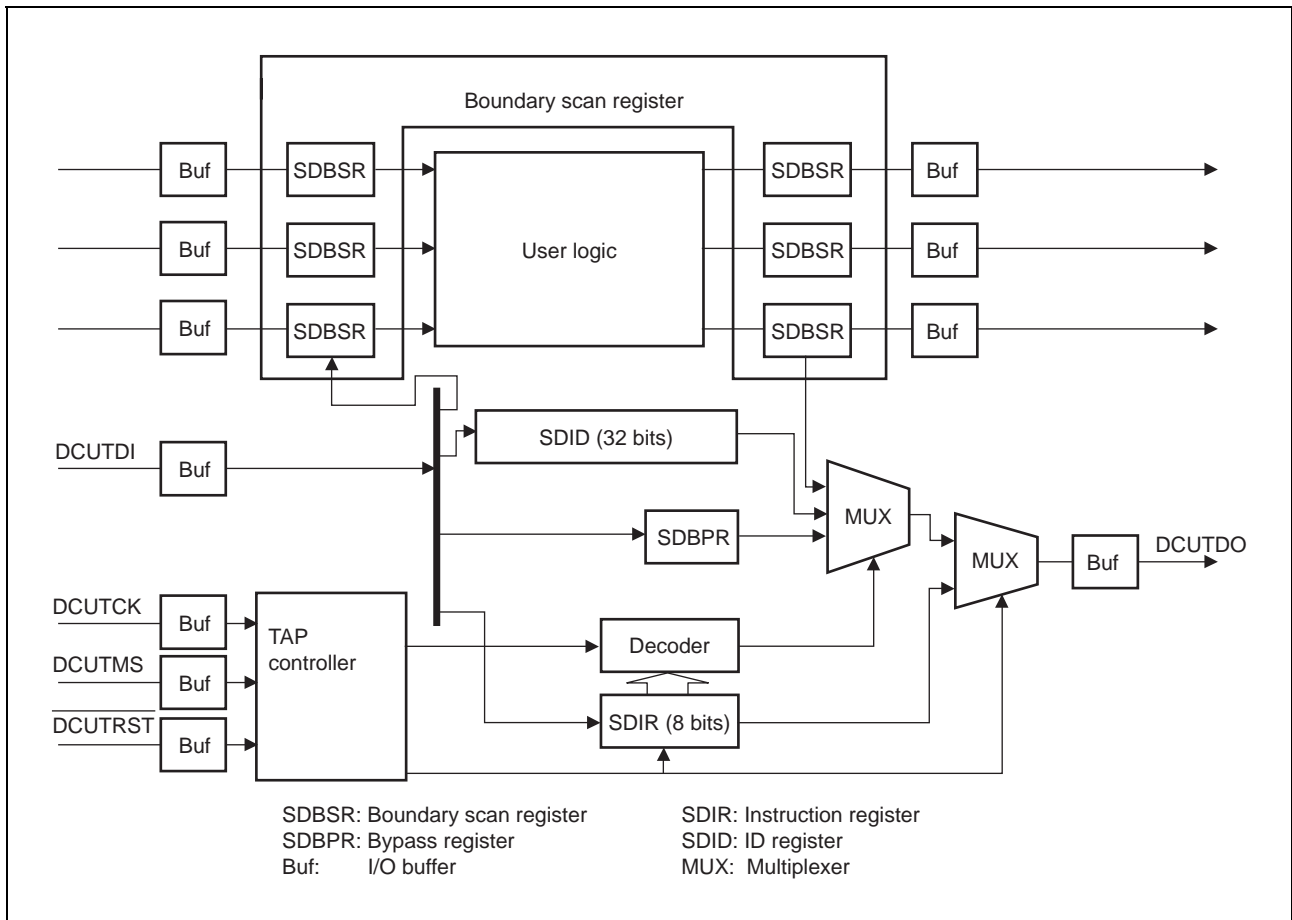 Boundary scan register
Buf SDBSR SDBSR Buf
Buf SDBSR User logic SDBSR Buf
Buf SDBSR SDBSR Buf
DCUTDI
Buf
SDID (32 bits)
MUX
SDBPR
MUX
Buf
DCUTDO
DCUTCK
Buf
TAP
controller
Decoder
DCUTMS
Buf
DCUTRST
Buf
SDIR (8 bits)
SDBSR: Boundary scan register
SDBPR: Bypass register
Buf: I/O buffer
SDIR: Instruction register
SDID: ID register
MUX: Multiplexer